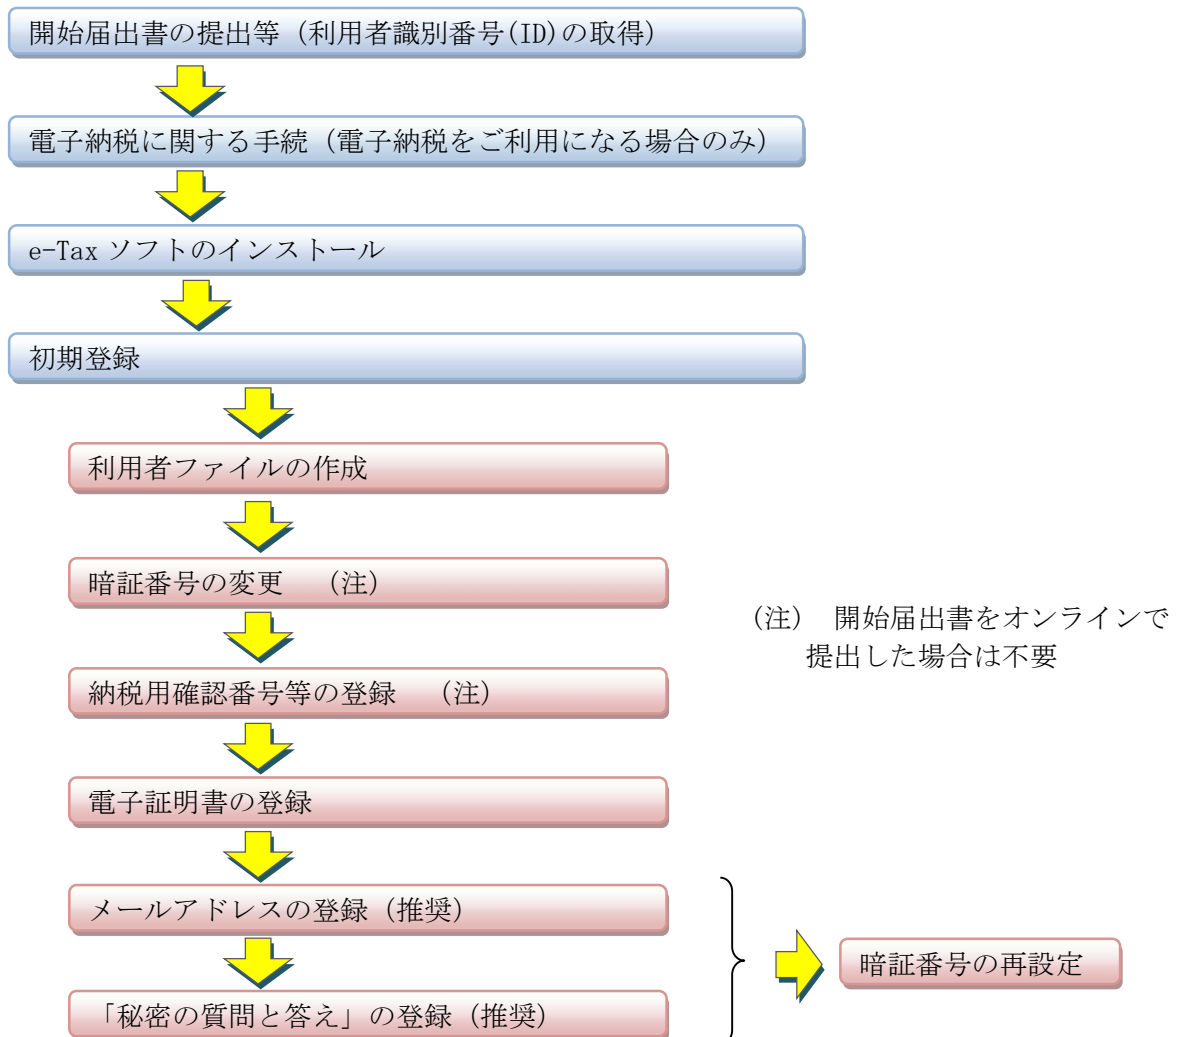 開始届出書の提出等（利用者識別番号(ID)の取得）
電子納税に関する手続（電子納税をご利用になる場合のみ）
e-Tax ソフトのインストール
初期登録
利用者ファイルの作成
暗証番号の変更　（注）
（注）　開始届出書をオンラインで
提出した場合は不要
納税用確認番号等の登録　（注）
電子証明書の登録
メールアドレスの登録（推奨）
暗証番号の再設定
「秘密の質問と答え」の登録（推奨）